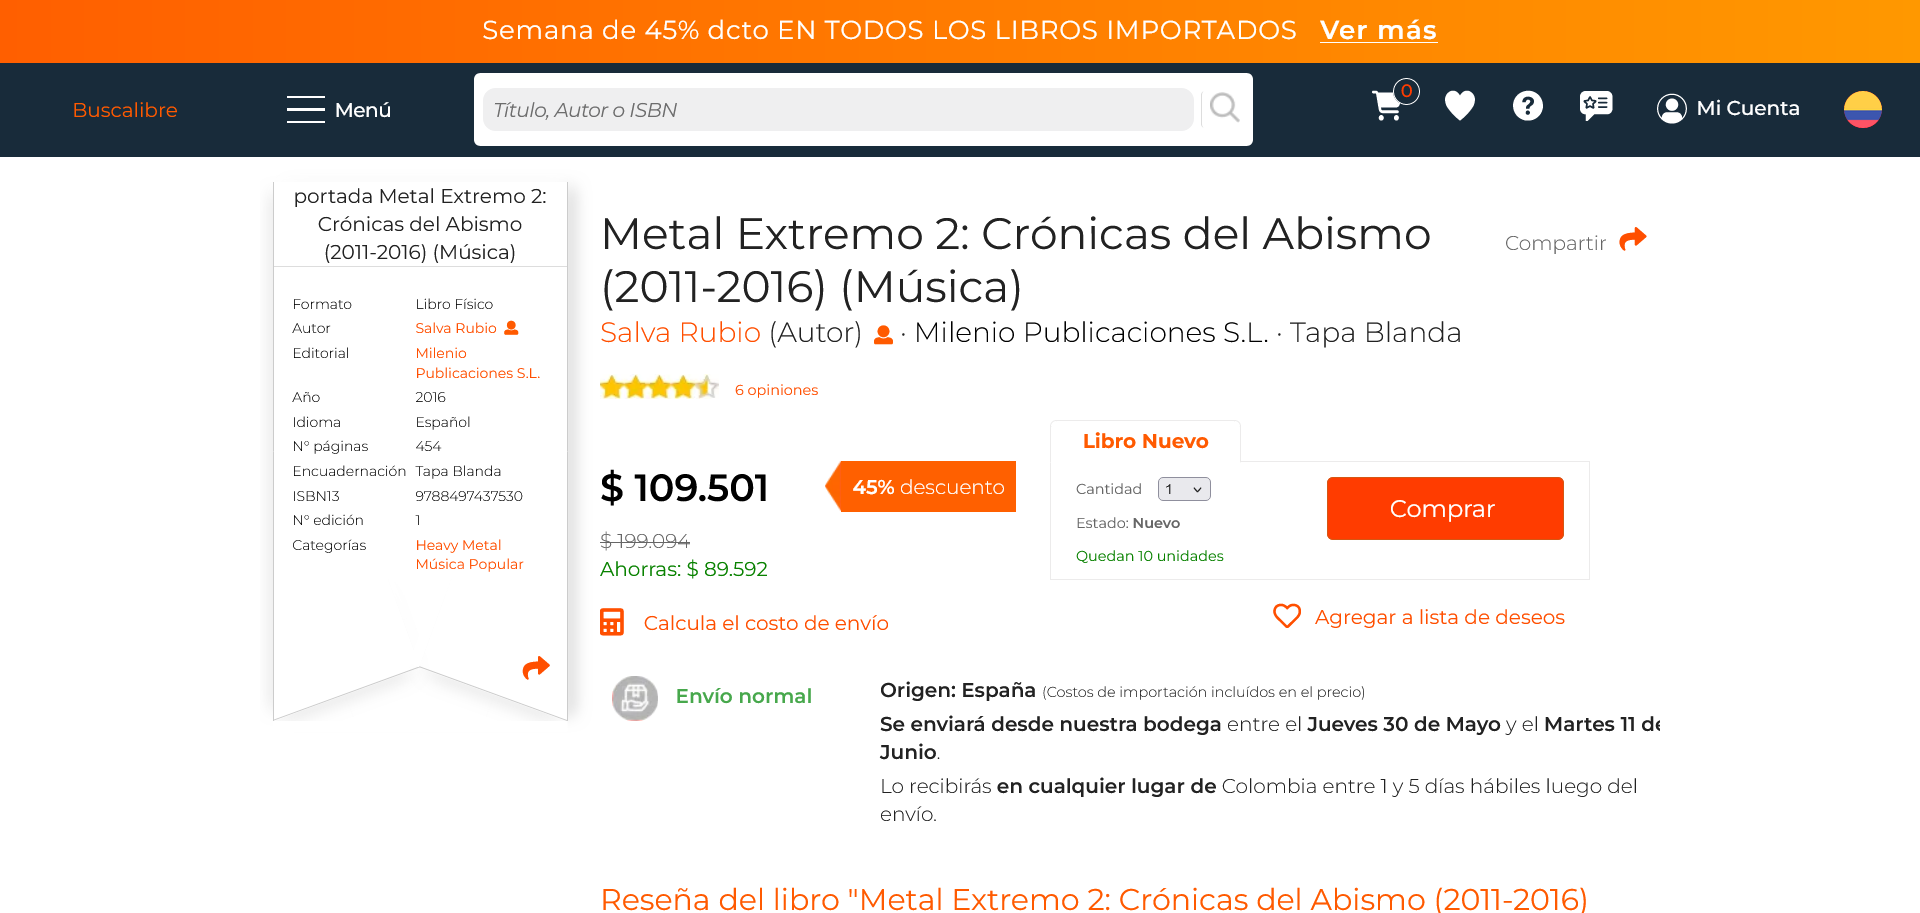 Semana de 45% dcto EN TODOS LOS LIBROS IMPORTADOS Ver más
Buscalibre
Menú
Título, Autor o ISBN
0
Mi Cuenta
portada Metal Extremo 2:
Crónicas del Abismo
(2011-2016) (Música)
Formato Libro Físico
Autor Salva Rubio
Editorial Milenio
Publicaciones S.L.
Año 2016
Idioma Español
N° páginas 454
Encuadernación Tapa Blanda
ISBN13 9788497437530
N° edición 1
Categorías Heavy Metal
Música Popular
Metal Extremo 2: Crónicas del Abismo
(2011-2016) (Música)
Compartir
Salva Rubio (Autor) · Milenio Publicaciones S.L. · Tapa Blanda
6 opiniones
$ 109.501
45% descuento
$ 199.094
Ahorras: $ 89.592
Libro Nuevo
Cantidad 1
Estado: Nuevo
Quedan 10 unidades
Comprar
Calcula el costo de envío
Agregar a lista de deseos
Envío normal
Origen: España (Costos de importación incluídos en el precio)
Se enviará desde nuestra bodega entre el Jueves 30 de Mayo y el Martes 11 de
Junio.
Lo recibirás en cualquier lugar de Colombia entre 1 y 5 días hábiles luego del
envío.
Reseña del libro "Metal Extremo 2: Crónicas del Abismo (2011-2016)